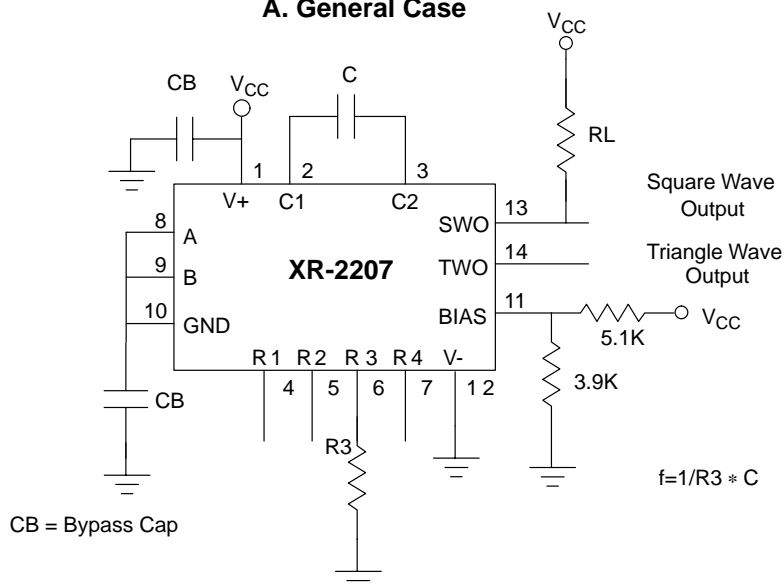 A. General Case
VCC
CB
VCC
C
RL
1
2
3
V+
C1
C2
Square Wave
Output
13
SWO
8
A
XR-2207
14
TWO
Triangle Wave
Output
9
B
11
BIAS
VCC
10
GND
5.1K
R1
R2
R3
R4
V-
4
5
6
7
12
3.9K
CB
R3
f=1/R3 * C
CB = Bypass Cap